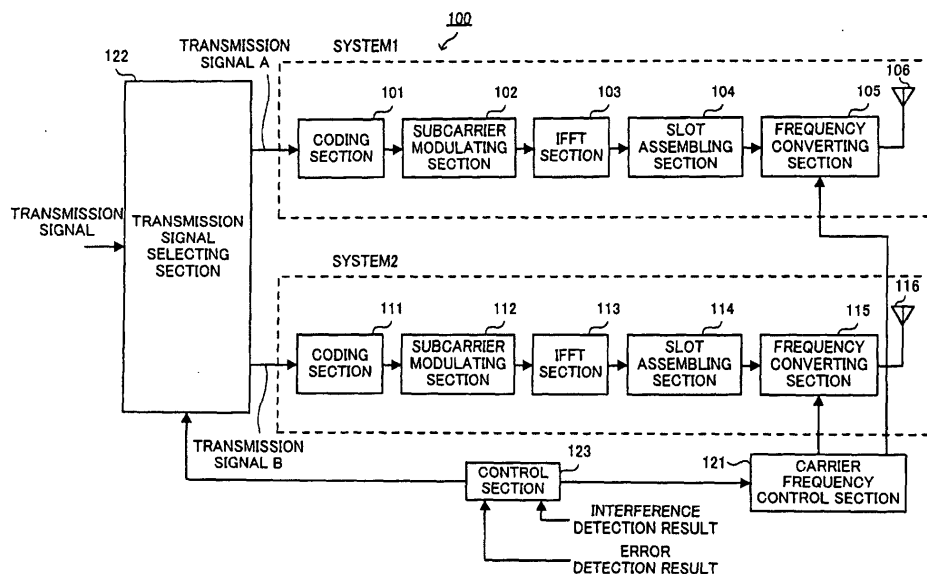 100
TRANSMISSION
SIGNAL A
SYSTEM1
122
101
102
103
104
105
106
CODING
SECTION
SUBCARRIER
MODULATING
SECTION
IFFT
SECTION
SLOT
ASSEMBLING
SECTION
FREQUENCY
CONVERTING
SECTION
TRANSMISSION
SIGNAL
TRANSMISSION
SIGNAL
SELECTING
SECTION
SYSTEM2
111
112
113
114
115
116
CODING
SECTION
SUBCARRIER
MODULATING
SECTION
IFFT
SECTION
SLOT
ASSEMBLING
SECTION
FREQUENCY
CONVERTING
SECTION
TRANSMISSION
SIGNAL B
123
CONTROL
SECTION
121
CARRIER
FREQUENCY
CONTROL SECTION
INTERFERENCE
DETECTION RESULT
ERROR
DETECTION RESULT